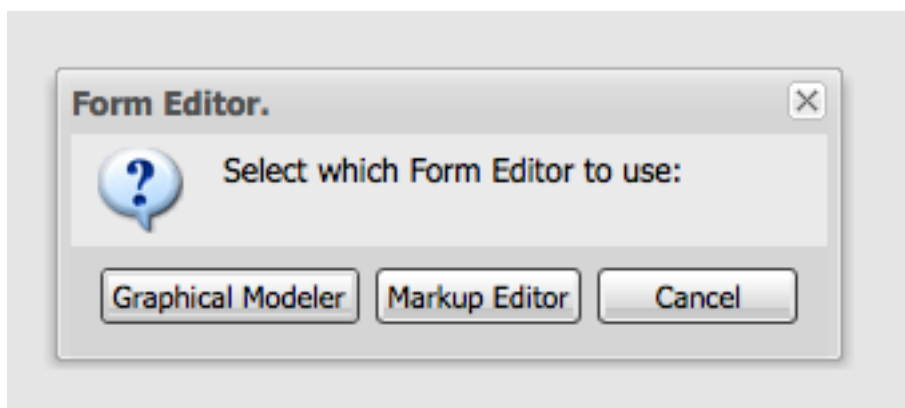 Form Editor.
Select which Form Editor to use:
Graphical Modeler Markup Editor Cancel